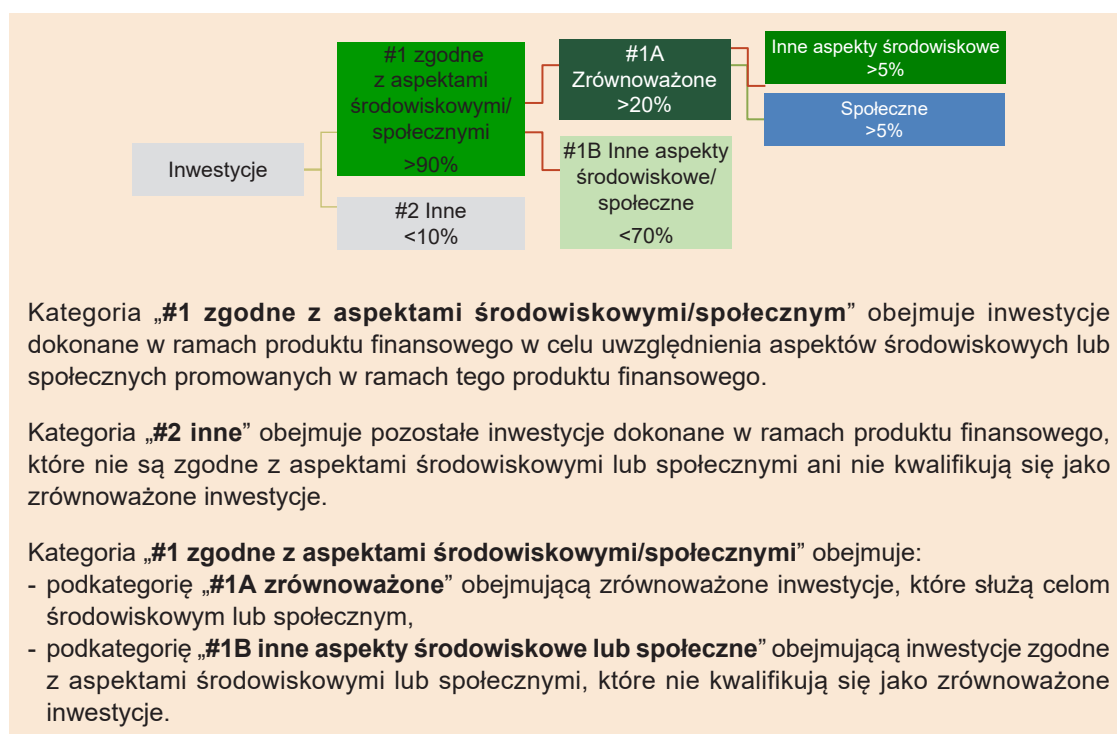 Inwestycje
#1 zgodne
z aspektami
środowiskowymi/
społecznymi
>90%
#2 Inne
<10%
#1A
Zrównoważone
>20%
#1B Inne aspekty
środowiskowe/
społeczne
<70%
Inne aspekty środowiskowe
>5%
Społeczne
>5%
Kategoria „#1 zgodne z aspektami środowiskowymi/społecznym” obejmuje inwestycje
dokonane w ramach produktu finansowego w celu uwzględnienia aspektów środowiskowych lub
społecznych promowanych w ramach tego produktu finansowego.
Kategoria „#2 inne” obejmuje pozostałe inwestycje dokonane w ramach produktu finansowego,
które nie są zgodne z aspektami środowiskowymi lub społecznymi ani nie kwalifikują się jako
zrównoważone inwestycje.
Kategoria „#1 zgodne z aspektami środowiskowymi/społecznymi” obejmuje:
- podkategorię „#1A zrównoważone” obejmującą zrównoważone inwestycje, które służą celom
środowiskowym lub społecznym,
- podkategorię „#1B inne aspekty środowiskowe lub społeczne” obejmującą inwestycje zgodne
z aspektami środowiskowymi lub społecznymi, które nie kwalifikują się jako zrównoważone
inwestycje.